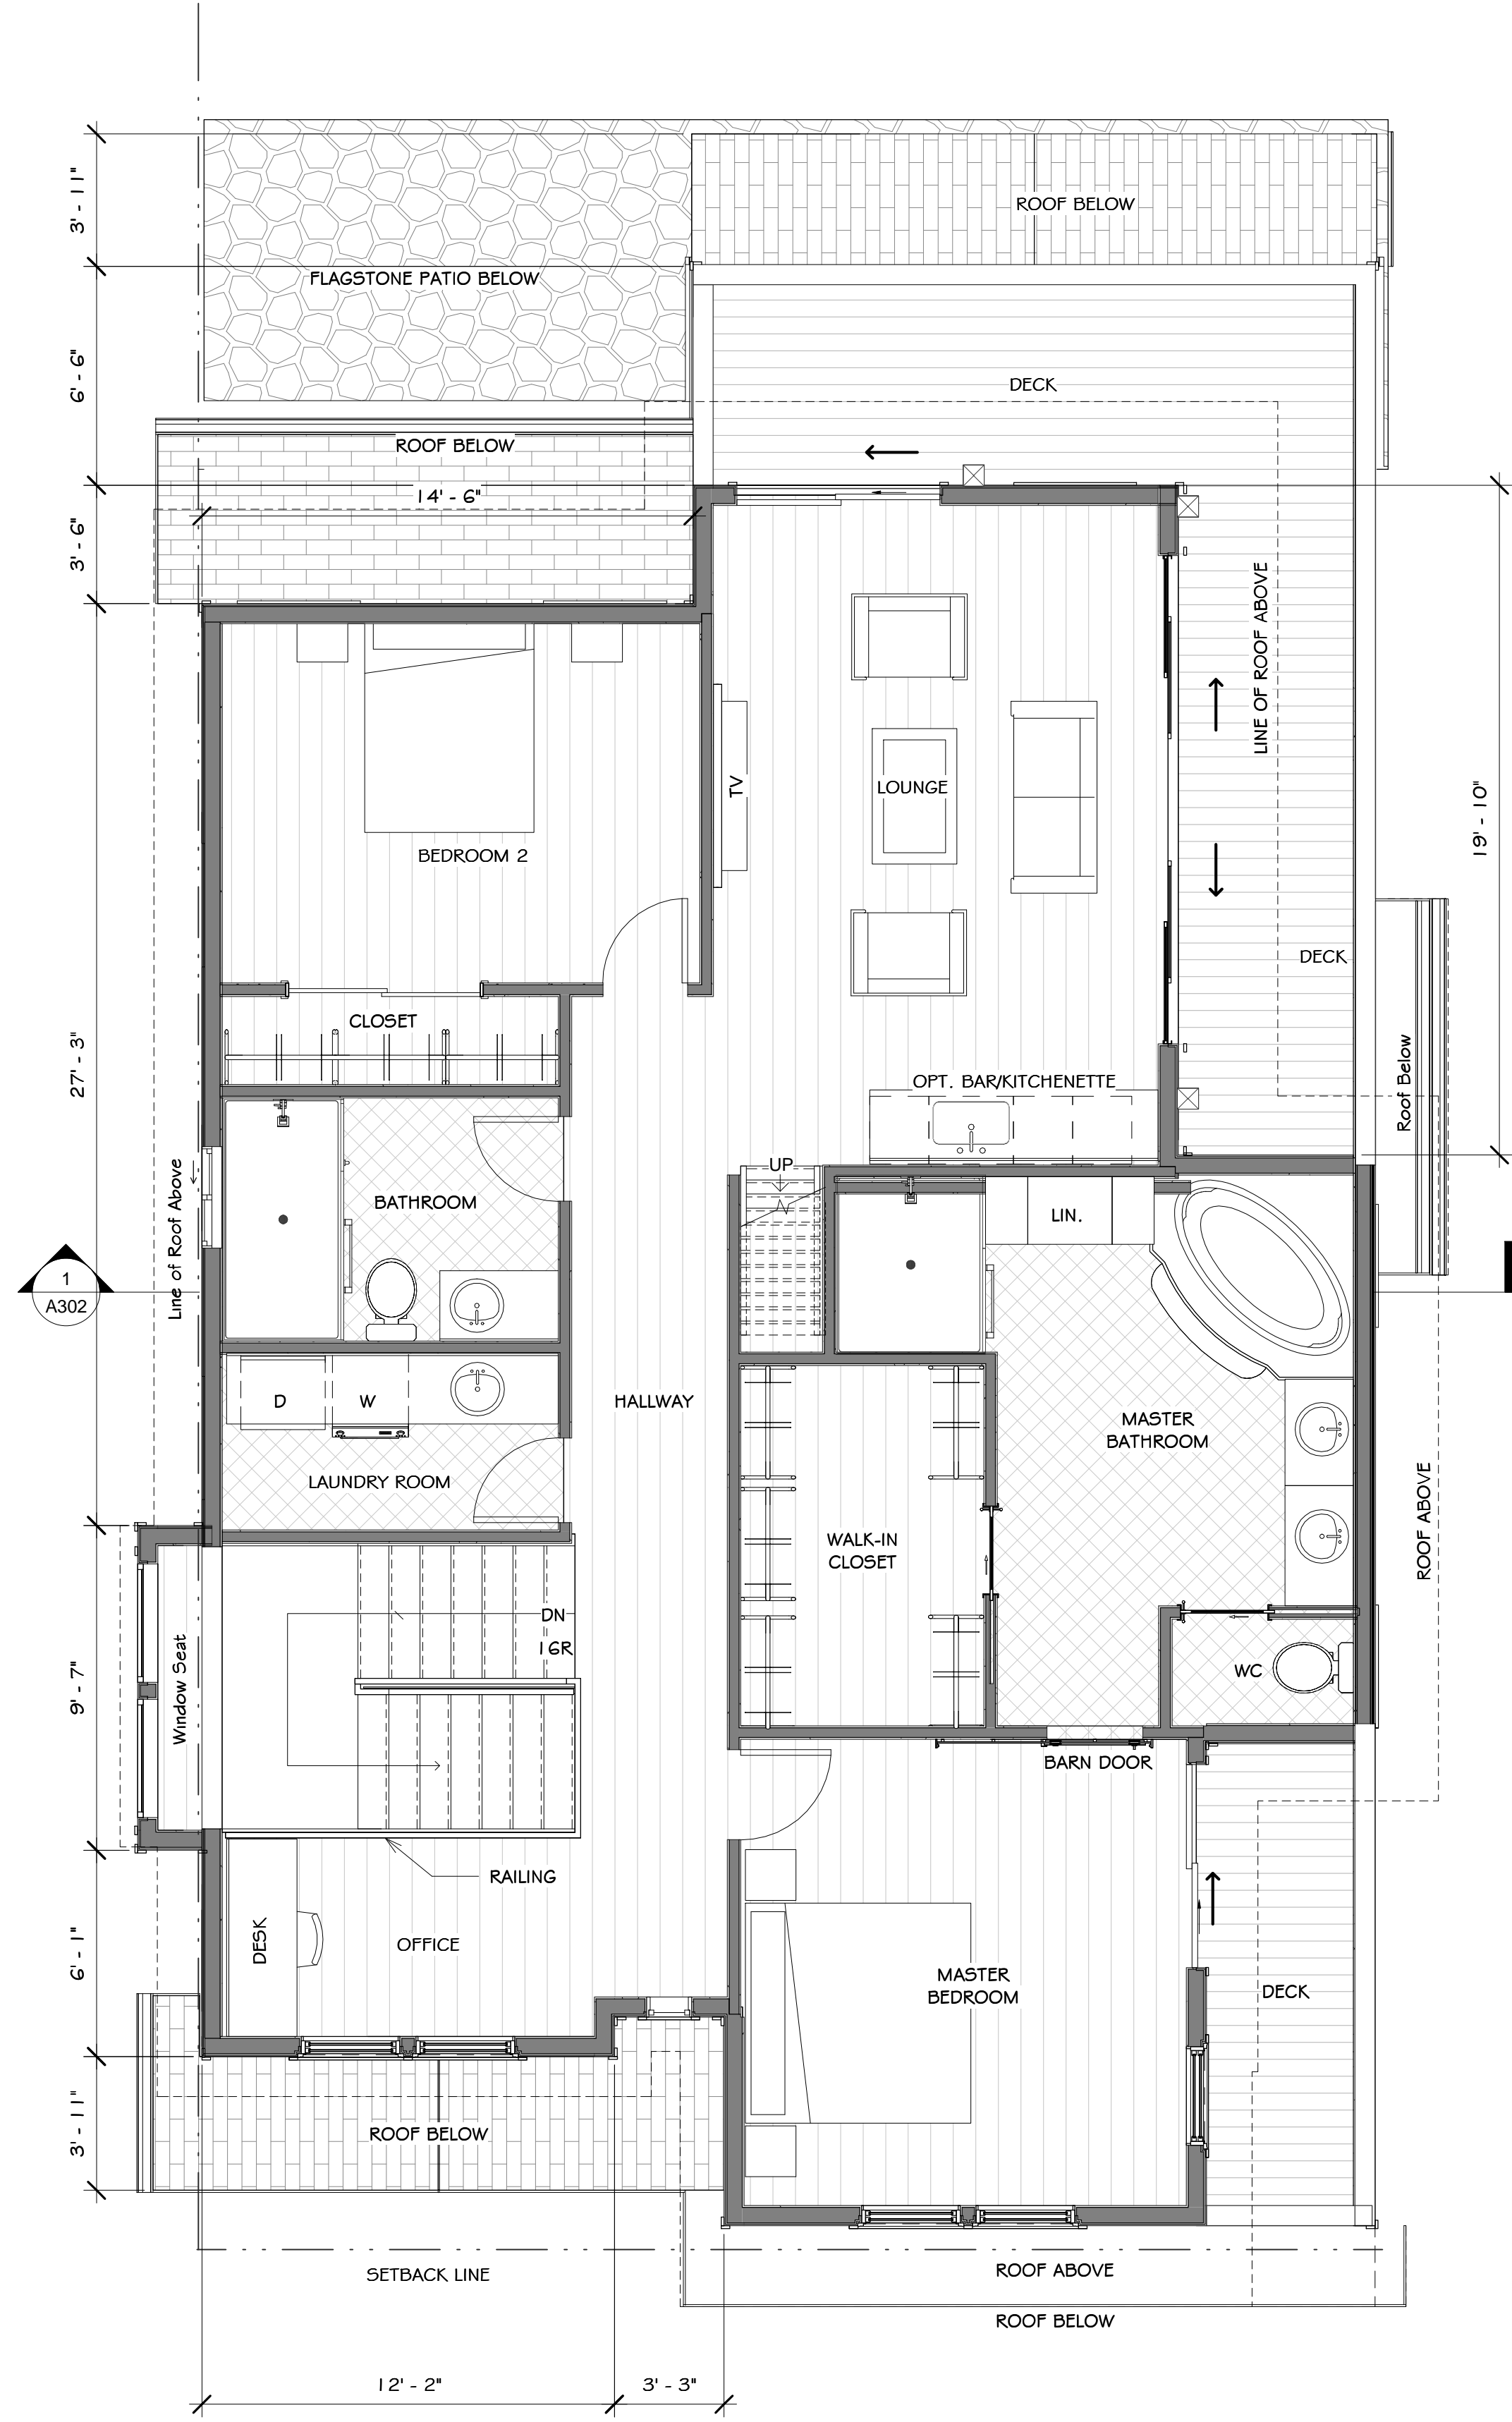 3' - 11"
ROOF BELOW
FLAGSTONE PATIO BELOW
6' - 6"
DECK
ROOF BELOW
14' - 6"
3' - 6"
LINE OF ROOF ABOVE
TV
LOUNGE
19' - 10"
BEDROOM 2
DECK
CLOSET
27' - 3"
Roof Below
OPT. BAR/KITCHENETTE
UP
BATHROOM
LIN.
Line of Roof Above
1
A302
D
W
HALLWAY
MASTER
BATHROOM
LAUNDRY ROOM
ROOF ABOVE
WALK-IN
CLOSET
DN
16R
Window Seat
9' - 7"
WC
BARN DOOR
RAILING
DESK
OFFICE
6' - 1"
MASTER
BEDROOM
DECK
3' - 11"
ROOF BELOW
SETBACK LINE
ROOF ABOVE
ROOF BELOW
12' - 2"
3' - 3"